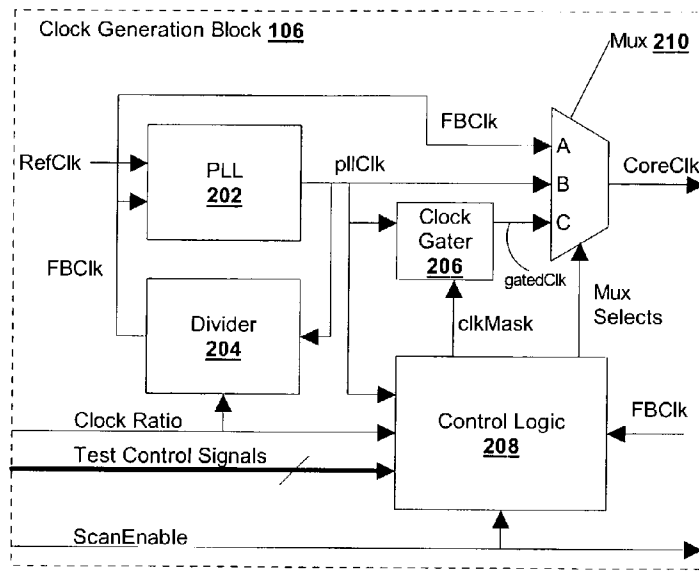 Clock Generation Block 106
Mux 210
FBClk
A
RefClk
PLL
202
pllClk
B
CoreClk
Clock
Gater
206
C
gatedClk
FBClk
Divider
204
clkMask
Mux
Selects
Clock Ratio
Control Logic
208
FBClk
Test Control Signals
ScanEnable